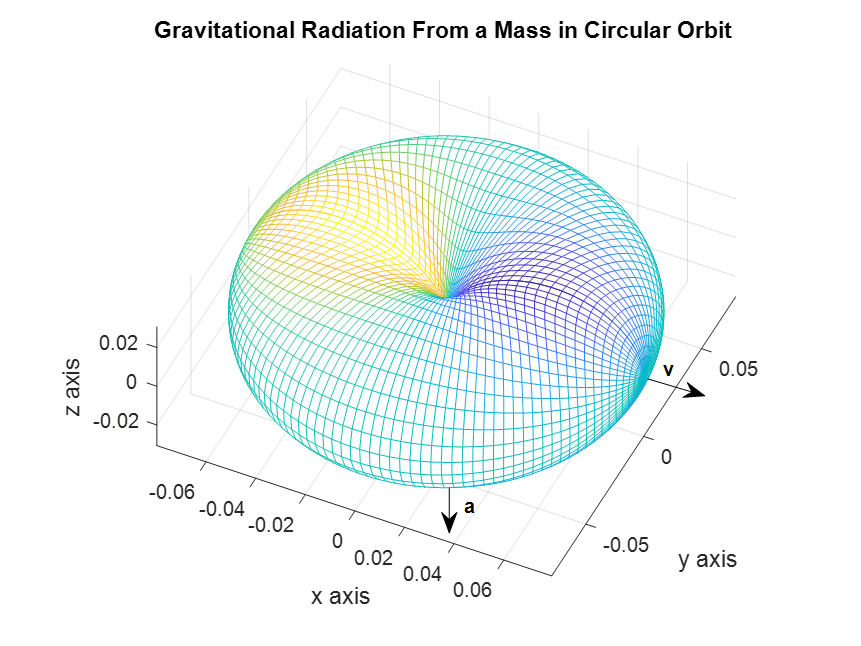 Gravitational Radiation From a Mass in Circular Orbit
0.02
0
-0.02
z axis
-0.06
-0.04
-0.02
0
0.02
0.04
0.06
x axis
0.05
0
-0.05
y axis
v
a